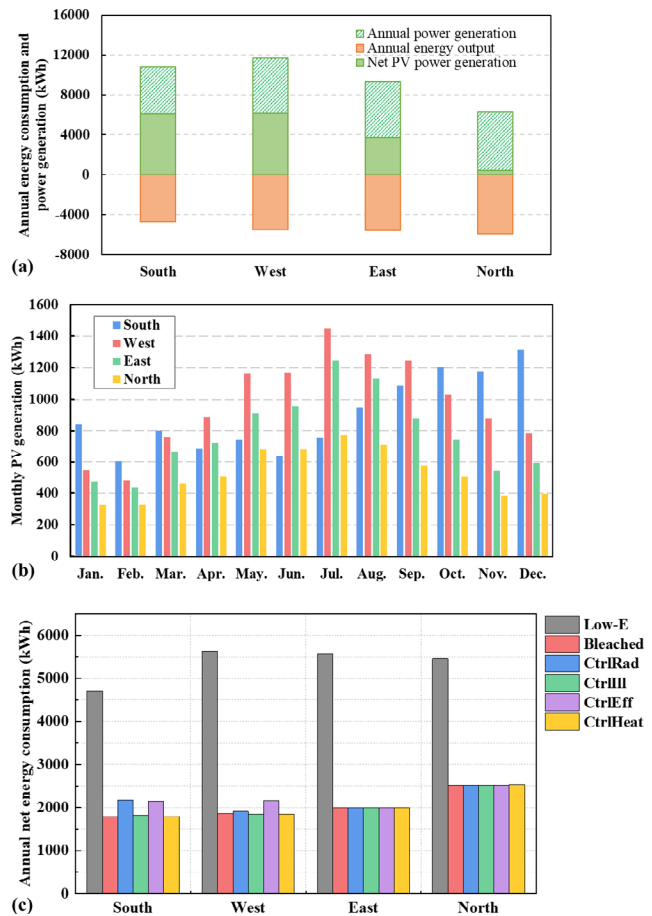 Annual energy consumption and
power generation (kWh)
16000
12000
8000
4000
0
-4000
-8000
Annual power generation
Annual energy output
Net PV power generation
South West East North
(a)
Monthly PV generation (kWh)
1600
1400
1200
1000
800
600
400
200
0
South
West
East
North
Jan. Feb. Mar. Apr. May. Jun. Jul. Aug. Sep. Oct. Nov. Dec.
(b)
Annual net energy consumption (kWh)
6000
5000
4000
3000
2000
1000
0
Low-E
Bleached
CtrlRad
CtrlIll
CtrlEff
CtrlHeat
South West East North
(c)